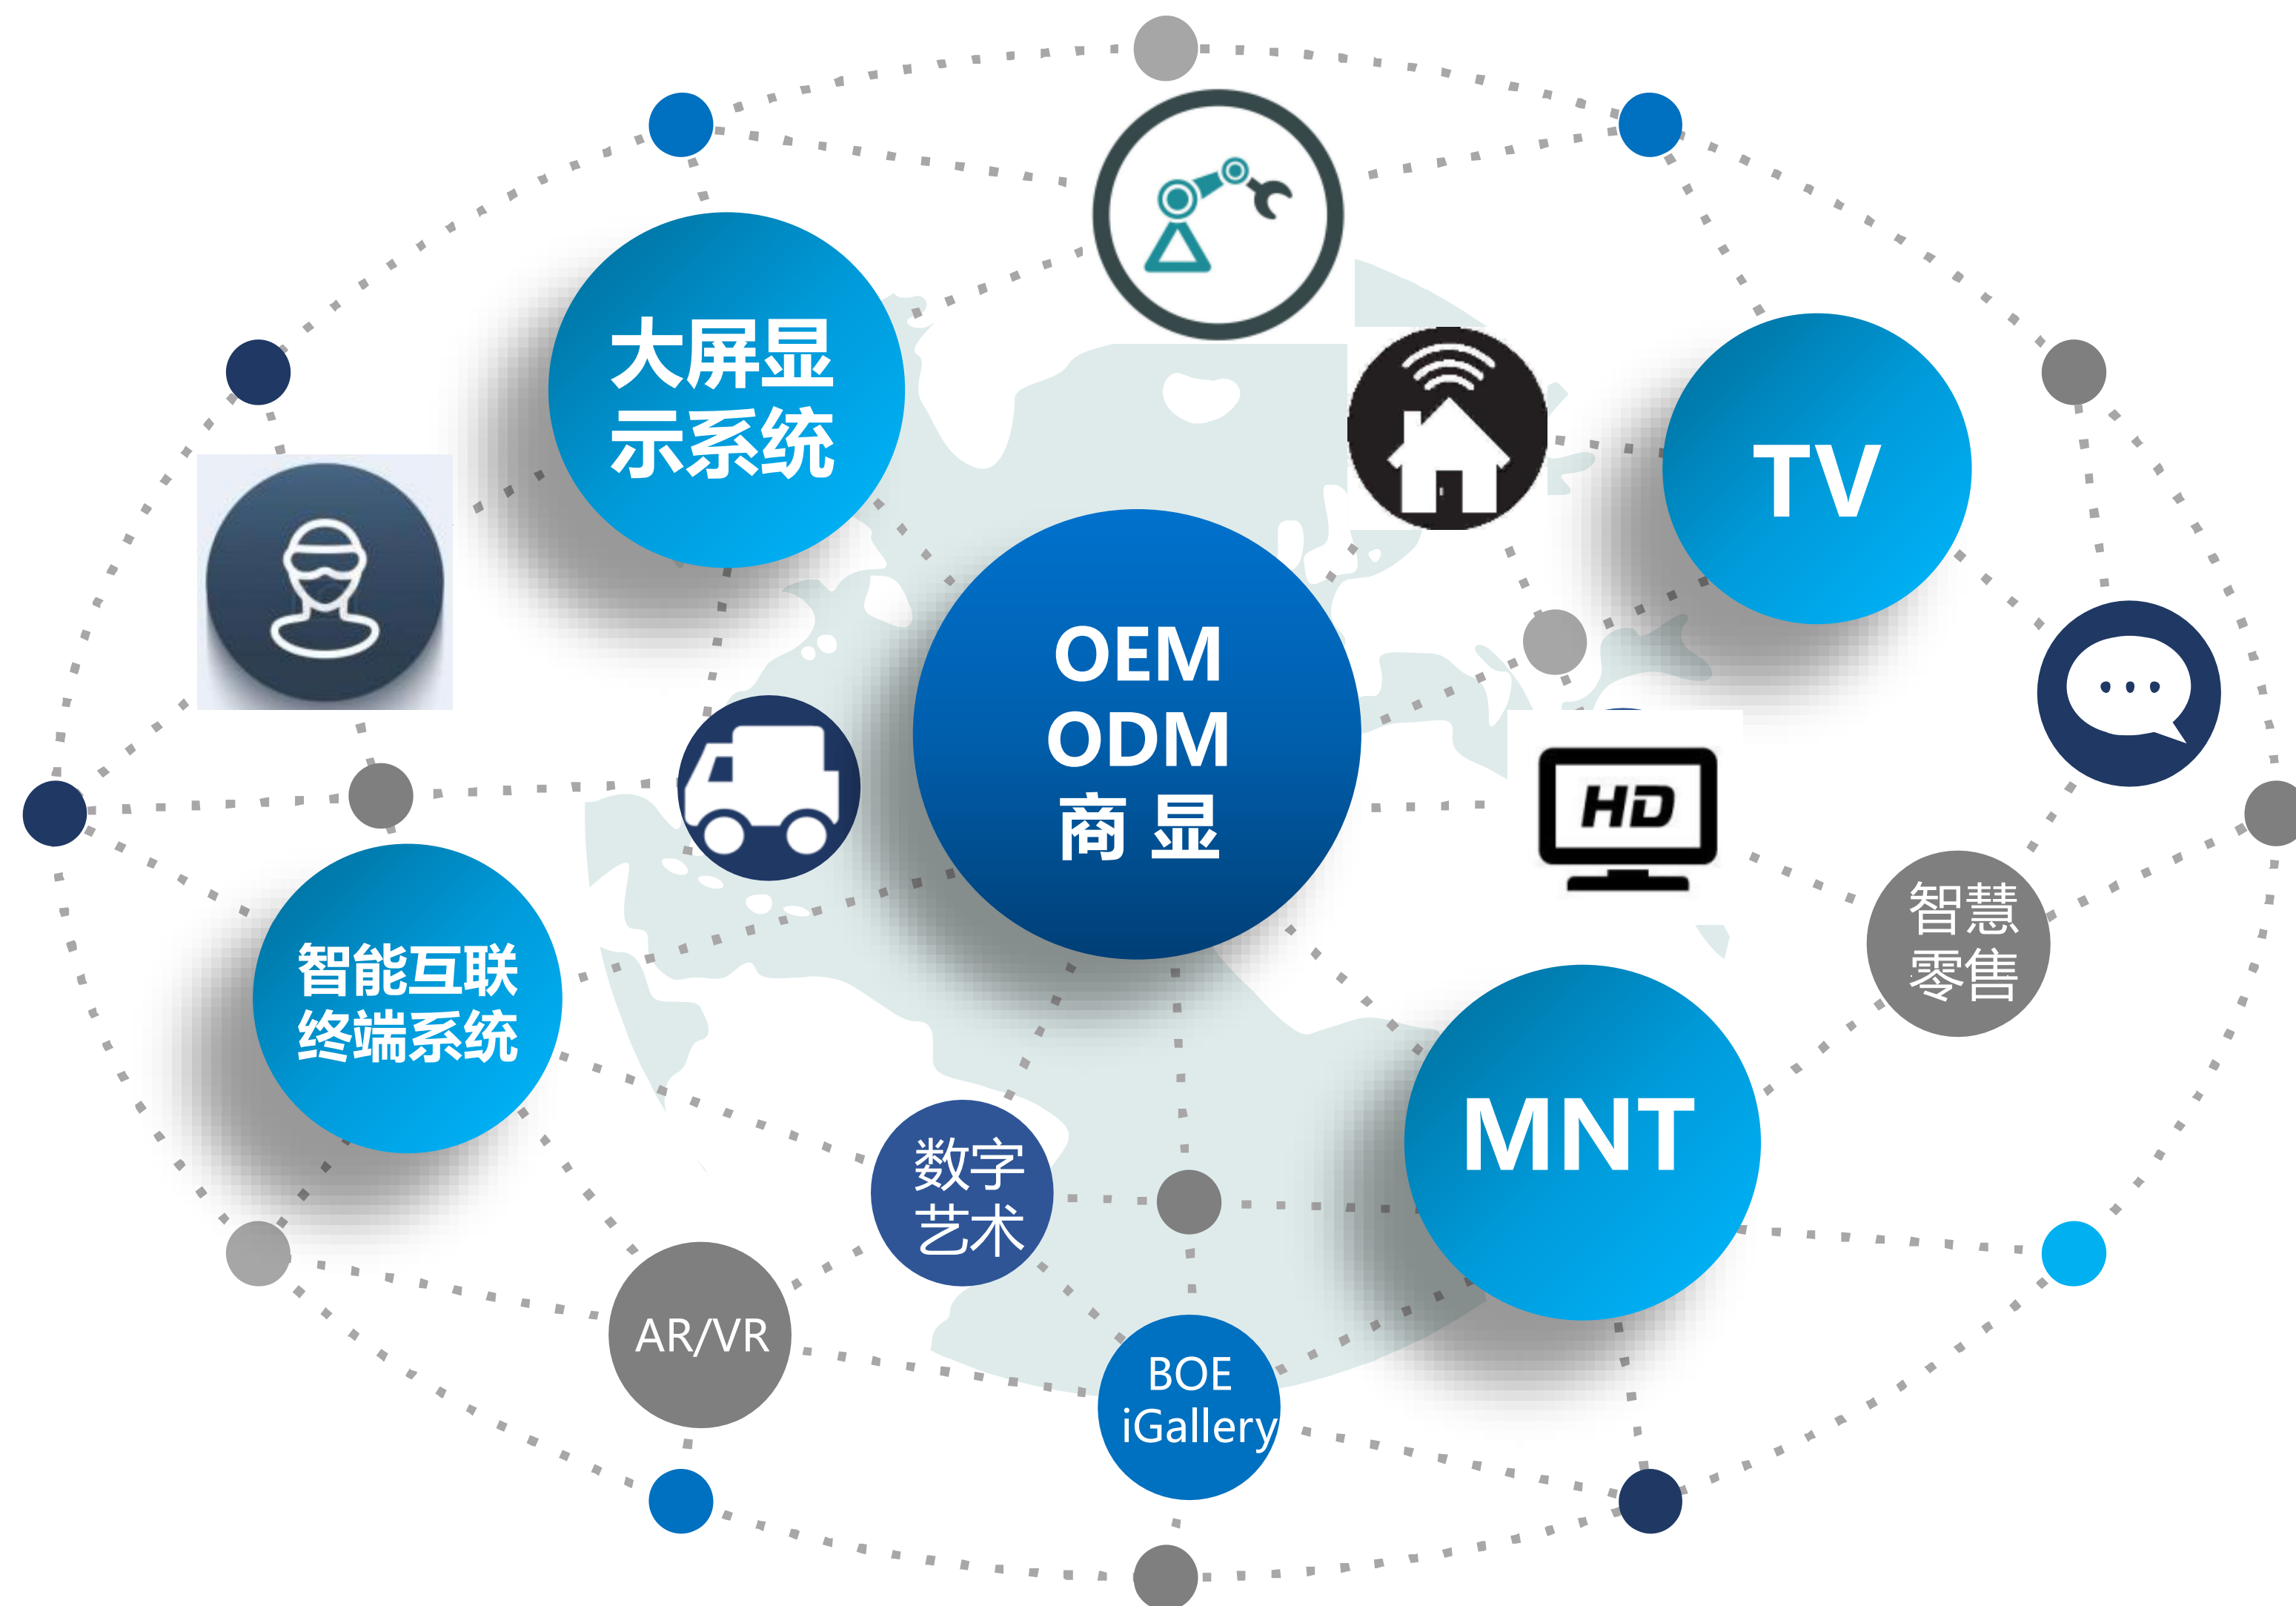 大屏显
示系统
TV
OEM
ODM
商 显
HD
智慧
零售
智能互联
终端系统
MNT
数字
艺术
AR/VR
BOE
iGallery